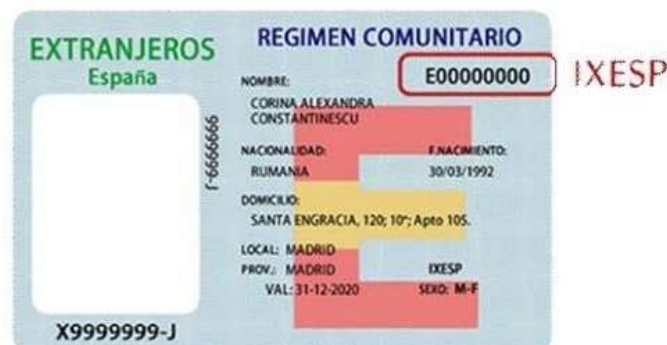 EXTRANJEROS
España
REGIMEN COMUNITARIO
E00000000
IXESP
NOMBRE:
CORINA ALEXANDRA
CONSTANTINESCU
NACIONALIDAD: F.NACIMIENTO:
RUMANIA 30/03/1992
DOMICILIO:
SANTA ENGRACIA, 120; 10º; Apto 105.
LOCAL: MADRID
PROV.: MADRID IXESP
VAL: 31-12-2020 SEXO: M-F
J-9999999
X9999999-J